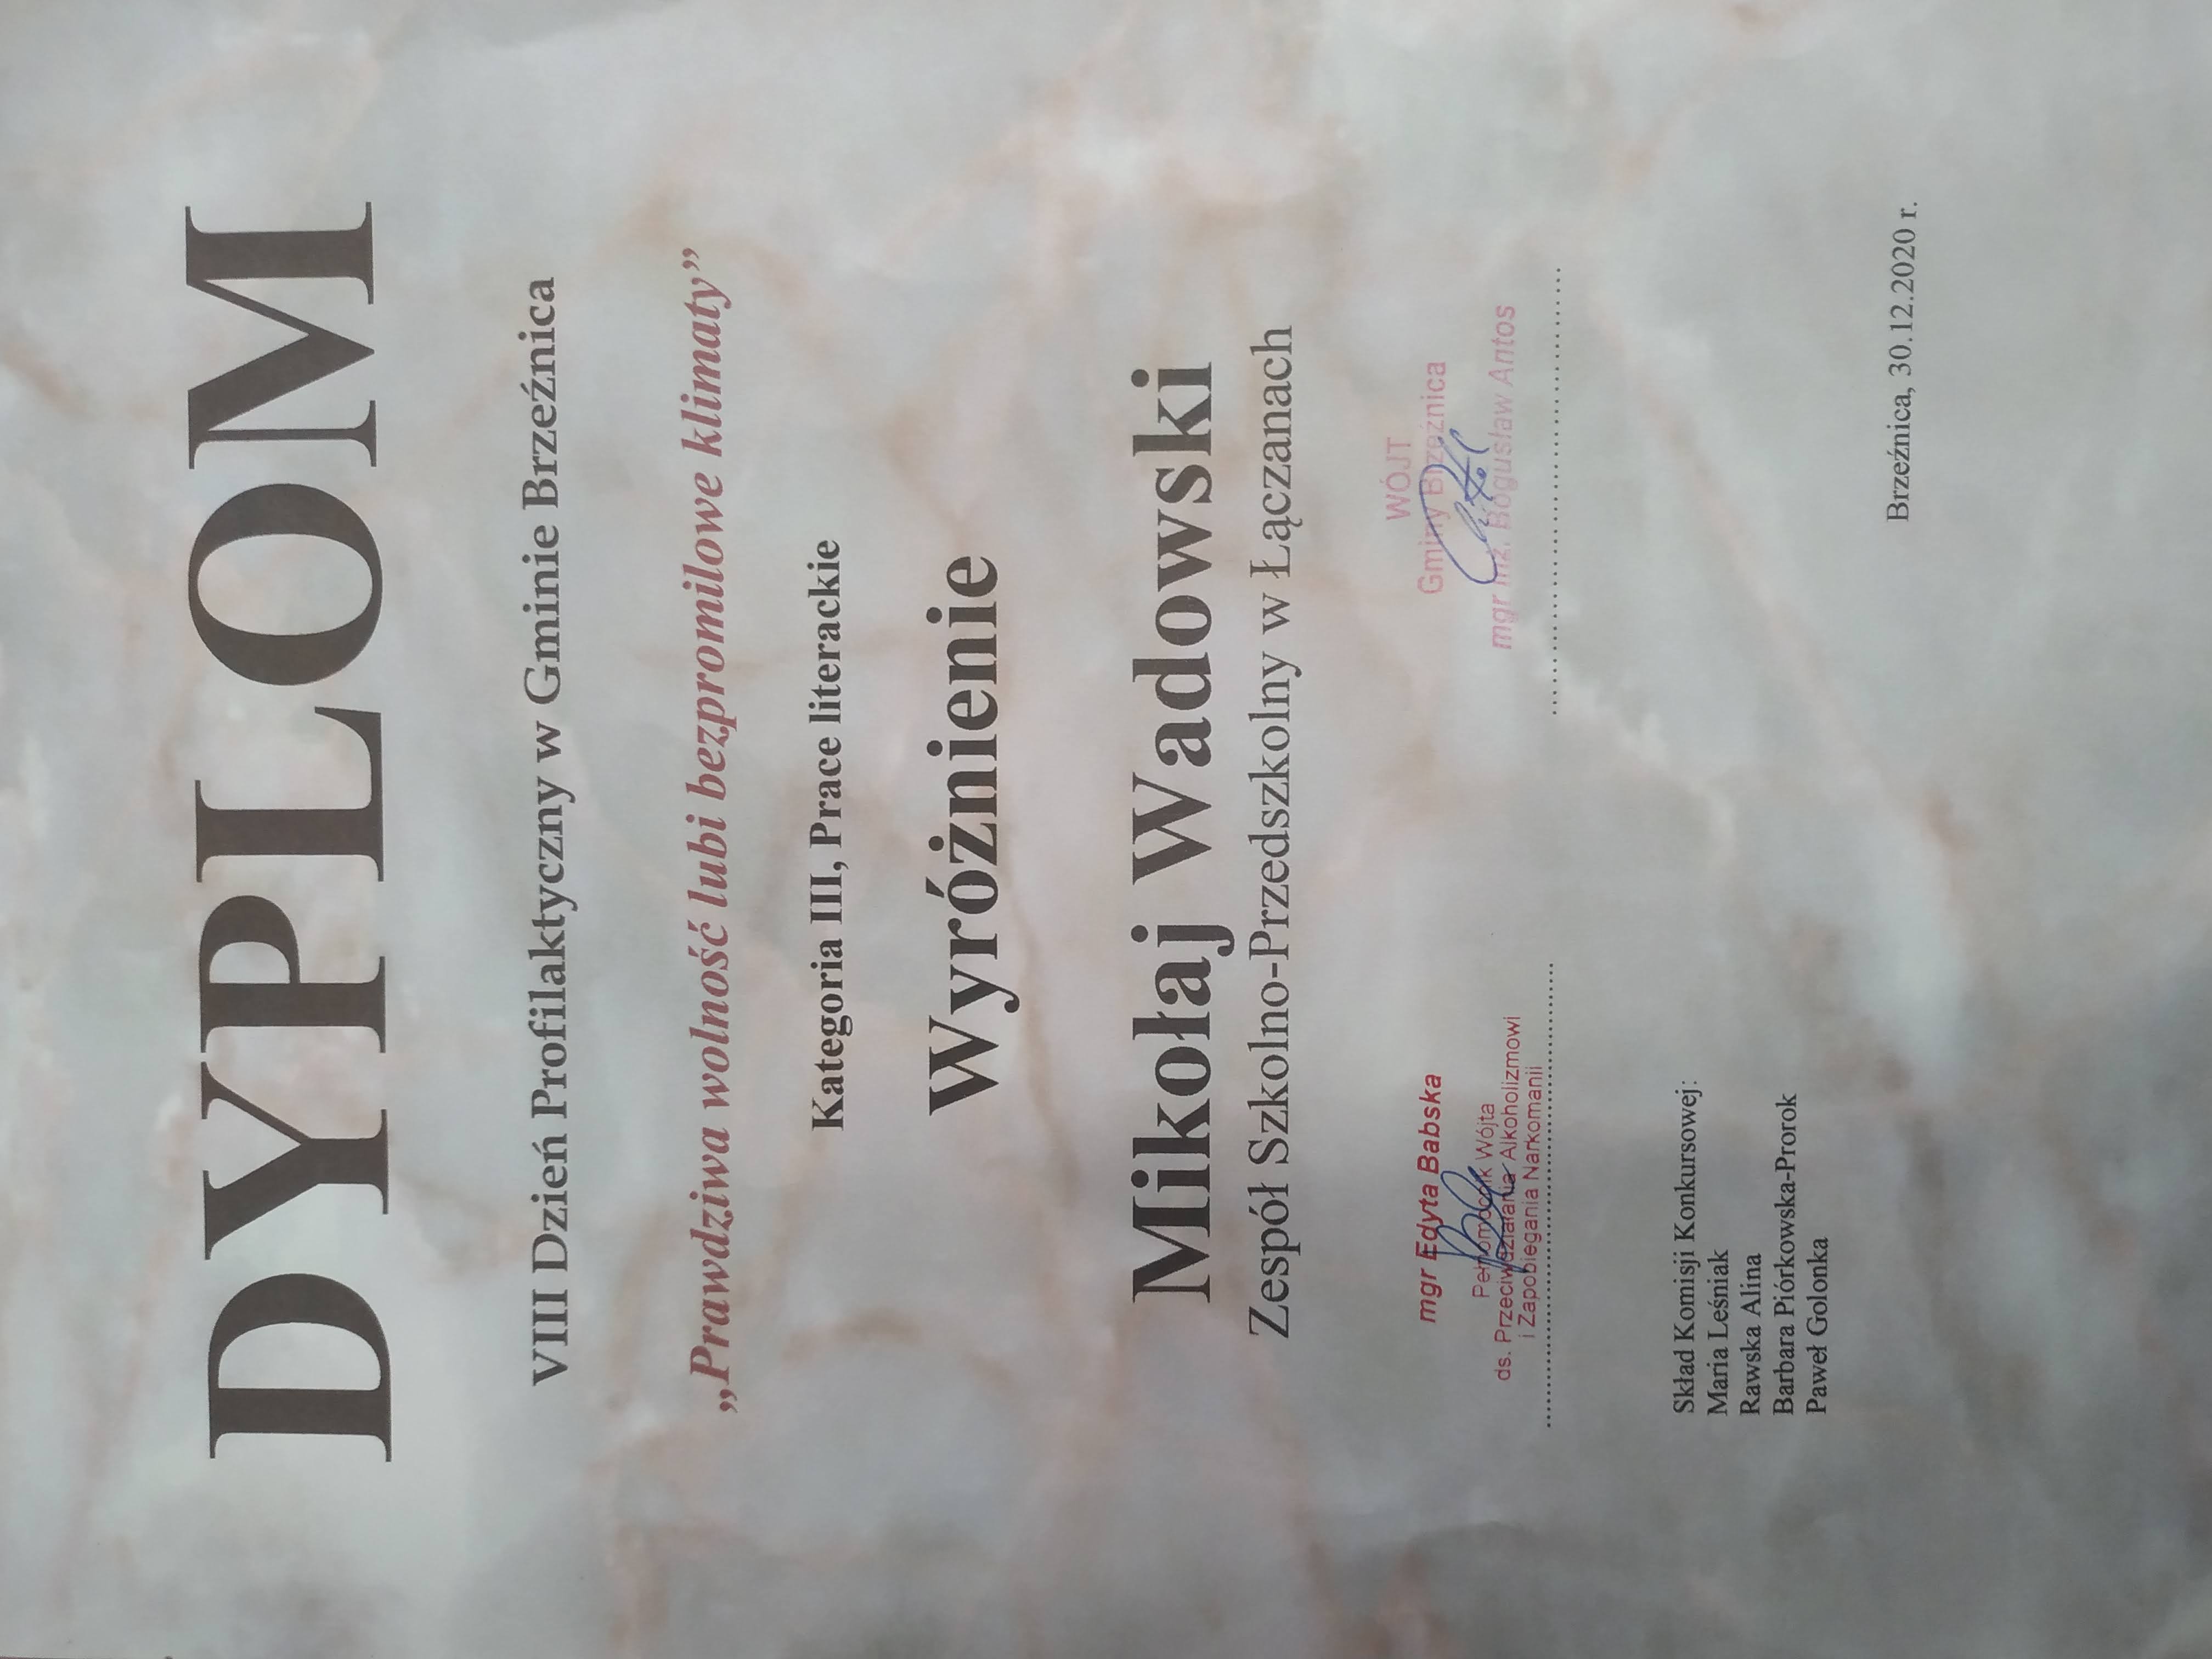 DYPLOM
VIII Dzień Profilaktyczny w Gminie Brzeźnica
„Prawdziwa wolność lubi bezpromilowe klimaty”
Kategoria III, Prace literackie
Wyróżnienie
Mikołaj Wadowski
Zespół Szkolno-Przedszkolny w Łączanach
mgr Edyta Babska
Pełnomocnik Wójta
ds. Przeciwdziałania Alkoholizmowi
i Zapobiegania Narkomanii
WÓJT
Gminy Brzeźnica
mgr inż. Bogusław Antos
Skład Komisji Konkursowej:
Maria Leśniak
Rawska Alina
Barbara Piórkowska-Prorok
Paweł Golonka
Brzeźnica, 30.12.2020 r.